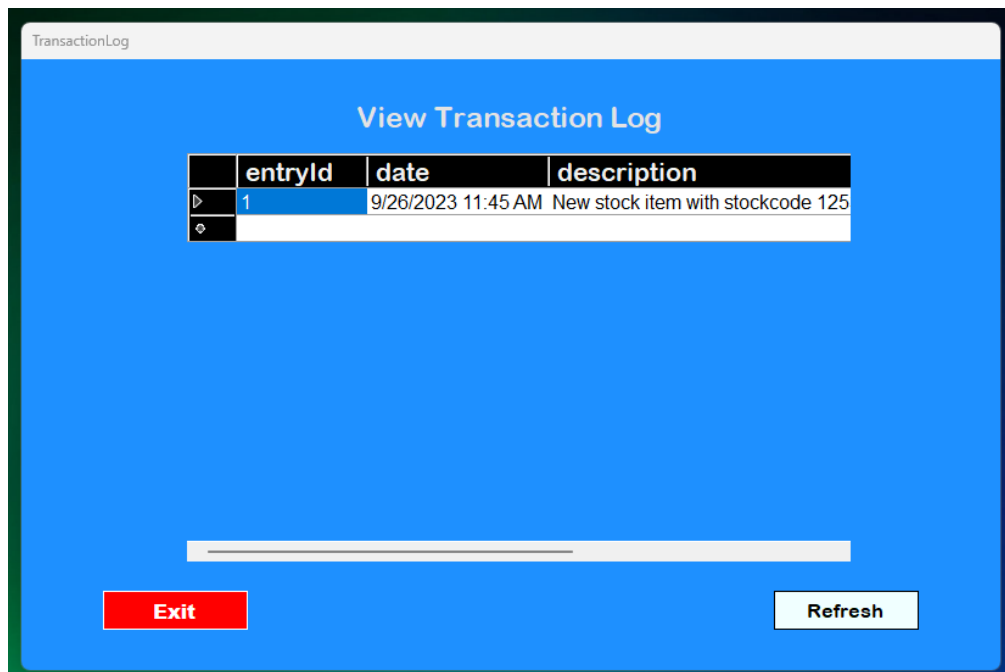 TransactionLog
View Transaction Log
entryId date description
1 9/26/2023 11:45 AM New stock item with stockcode 125
Exit Refresh